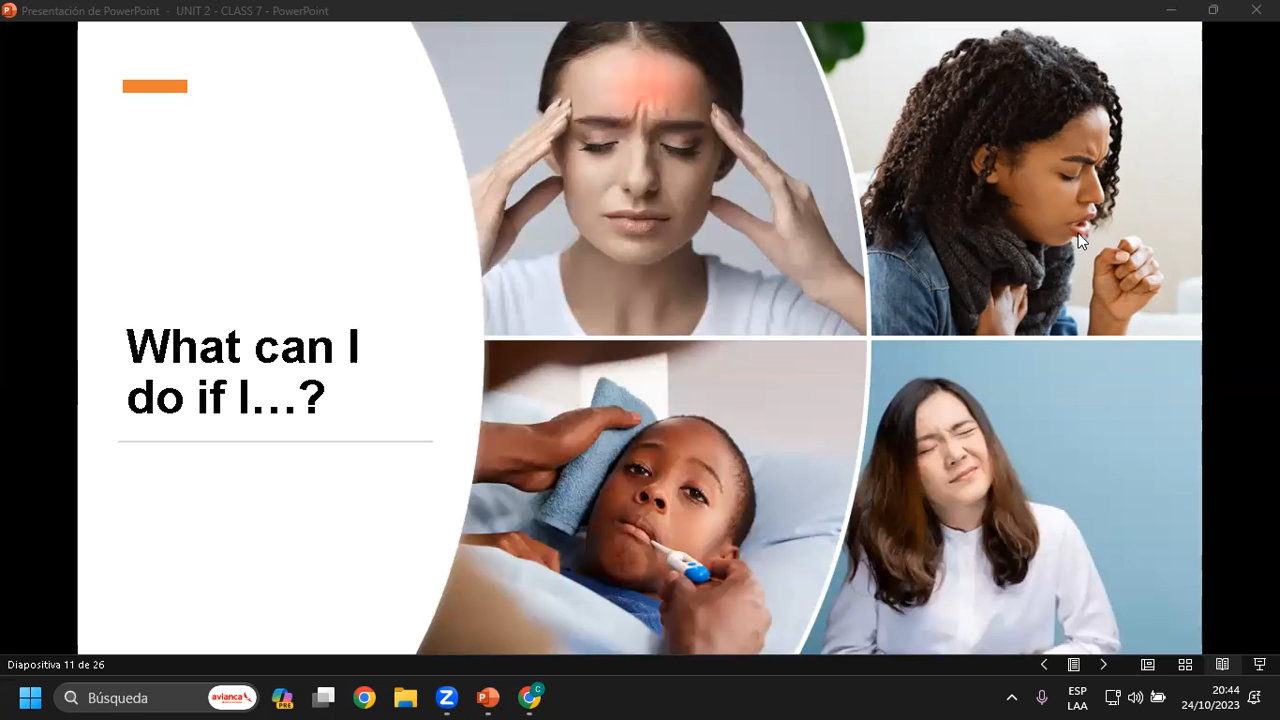 Presentación de PowerPoint - UNIT 2 - CLASS 7 - PowerPoint
What can I
do if I...?
Diapositiva 11 de 26
Búsqueda
avianca
PRE
ESP
LAA
20:44
24/10/2023